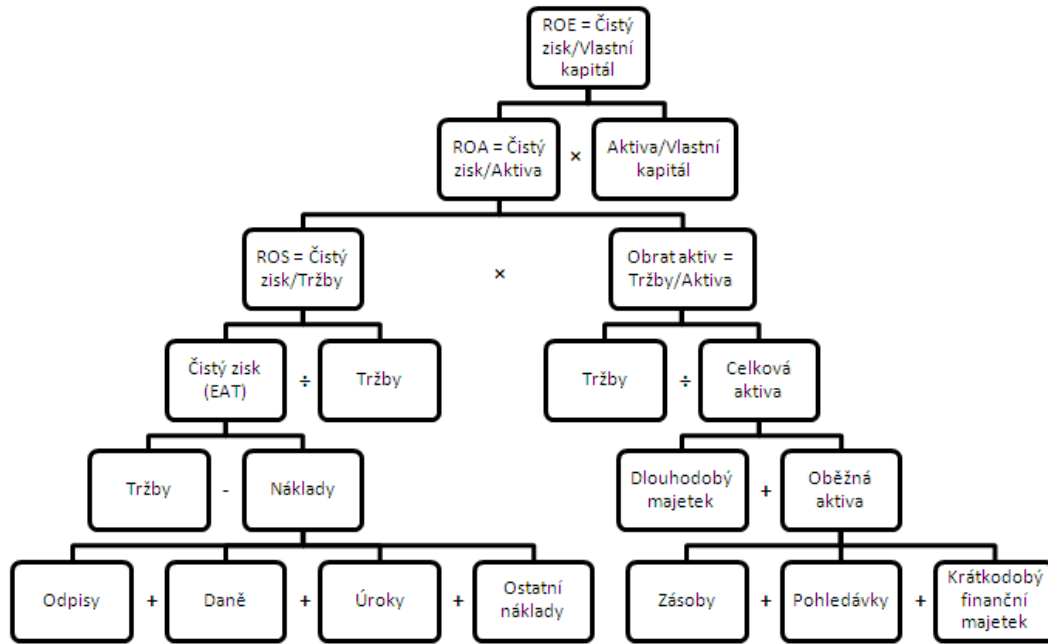 ROE = Čistý
zisk/Vlastní
kapitál
ROA = Čistý
zisk/Aktiva
×
Aktiva/Vlastní
kapitál
ROS = Čistý
zisk/Tržby
×
Obrat aktiv =
Tržby/Aktiva
Čistý zisk
(EAT)
÷
Tržby
Tržby
÷
Celková
aktiva
Tržby
-
Náklady
Dlouhodobý
majetek
+
Oběžná
aktiva
Odpisy
+
Daně
+
Úroky
+
Ostatní
náklady
Zásoby
+
Pohledávky
+
Krátkodobý
finanční
majetek